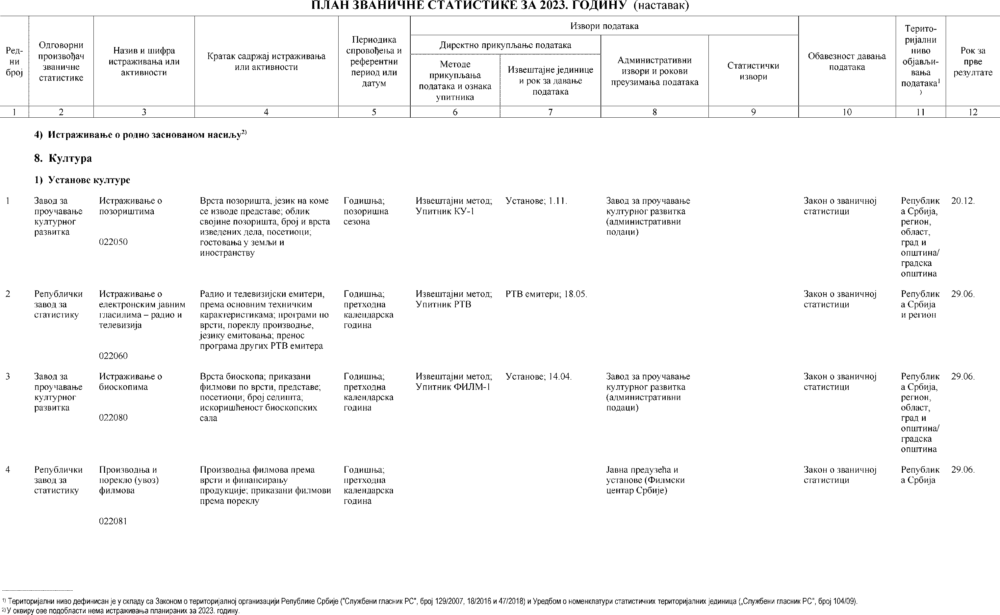 ПЛАН ЗВАНИЧНЕ СТАТИСТИКЕ ЗА 2023. ГОДИНУ (наставак)
Ред-
ни
број
Одговорни
произвођач
званичне
статистике
Назив и шифра
истраживања или
активности
Кратак садржај истраживања
или активности
Периодика
спровођења и
референтни
период или
датум
Извори података
Директно прикупљање података
Методе
прикупљања
података и ознака
упитника
Извештајне јединице
и рок за давање
података
Административни
извори и рокови
преузимања података
Статистички
извори
Обавезност давања
података
Терито-
ријални
ниво
објављи-
вања
података¹
)
Рок за
прве
резултате
1 2 3 4 5 6 7 8 9 10 11 12
4) Истраживање о родно заснованом насиљу²⁾
8. Култура
1) Установе културе
1
Завод за
проучавање
културног
развитка
Истраживање о
позориштима
022050
Врста позоришта, језик на коме
се изводе представе; облик
својине позоришта, број и врста
изведених дела, посетиоци;
гостовања у земљи и
иностранству
Годишња;
позоришна
сезона
Извештајни метод;
Упитник КУ-1
Установе; 1.11.
Завод за проучавање
културног развитка
(административни
подаци)
Закон о званичној
статистици
Републик
а Србија,
регион,
област,
град и
општина/
градска
општина
20.12.
2
Републички
завод за
статистику
Истраживање о
електронским јавним
гласилима – радио и
телевизија
022060
Радио и телевизијски емитери,
према основним техничким
карактеристикама; програми по
врсти, пореклу производње,
језику емитовања; пренос
програма других РТВ емитера
Годишња;
претходна
календарска
година
Извештајни метод;
Упитник РТВ
РТВ емитери; 18.05.
Закон о званичној
статистици
Републик
а Србија
и регион
29.06.
3
Завод за
проучавање
културног
развитка
Истраживање о
биоскопима
022080
Врста биоскопа; приказани
филмови по врсти, представе;
посетиоци; број седишта;
искоришћеност биоскопских
сала
Годишња;
претходна
календарска
година
Извештајни метод;
Упитник ФИЛМ-1
Установе; 14.04.
Завод за проучавање
културног развитка
(административни
подаци)
Закон о званичној
статистици
Републик
а Србија,
регион,
област,
град и
општина/
градска
општина
29.06.
4
Републички
завод за
статистику
Производња и
порекло (увоз)
филмова
022081
Производња филмова према
врсти и финансирању
продукције; приказани филмови
према пореклу
Годишња;
претходна
календарска
година
Јавна предузећа и
установе (Филмски
центар Србије)
Закон о званичној
статистици
Републик
а Србија
29.06.
¹⁾ Територијални ниво дефинисан је у складу са Законом о територијалној организацији Републике Србије ("Службени гласник РС", број 129/2007, 18/2016 и 47/2018) и Уредбом о номенклатури статистичких територијалних јединица („Службени гласник РС", број 104/09).
²⁾ У оквиру ове подобласти нема истраживања планираних за 2023. годину.